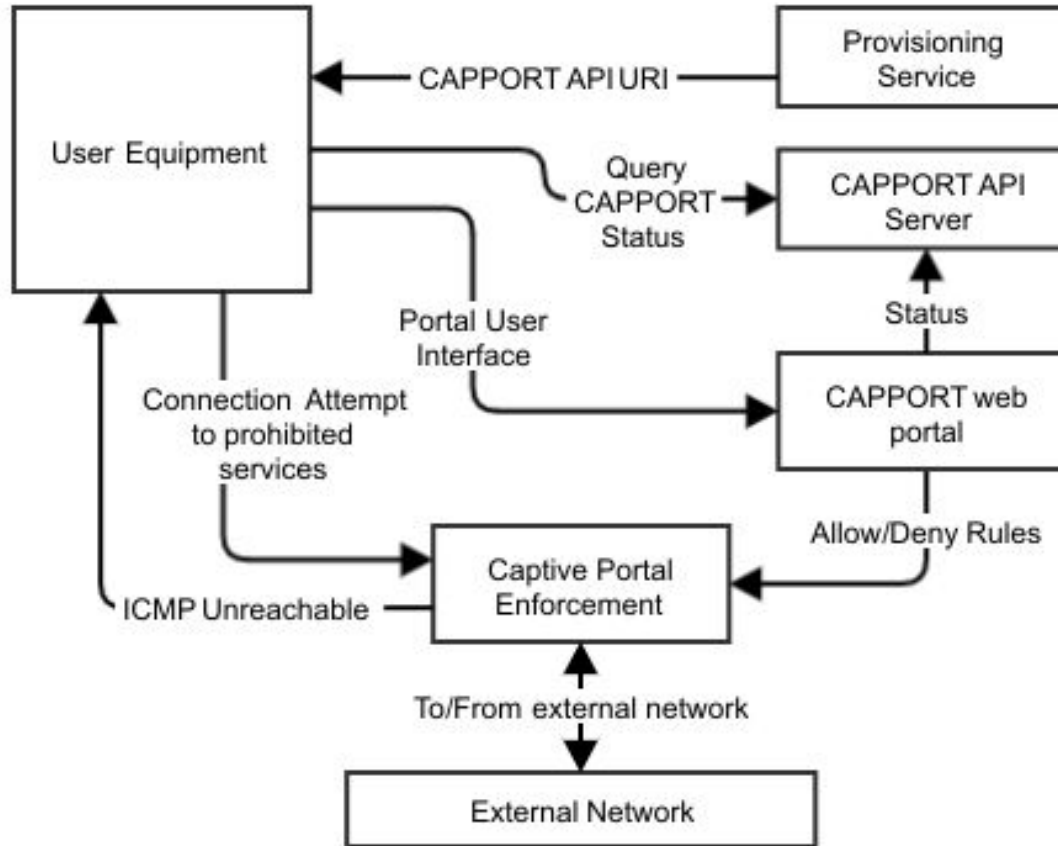 Provisioning
Service
CAPPORT API URI
User Equipment
Query
CAPPORT
Status
CAPPORT API
Server
Status
Portal User
Interface
CAPPORT web
portal
Connection Attempt
to prohibited
services
Allow/Deny Rules
Captive Portal
Enforcement
ICMP Unreachable
To/From external network
External Network